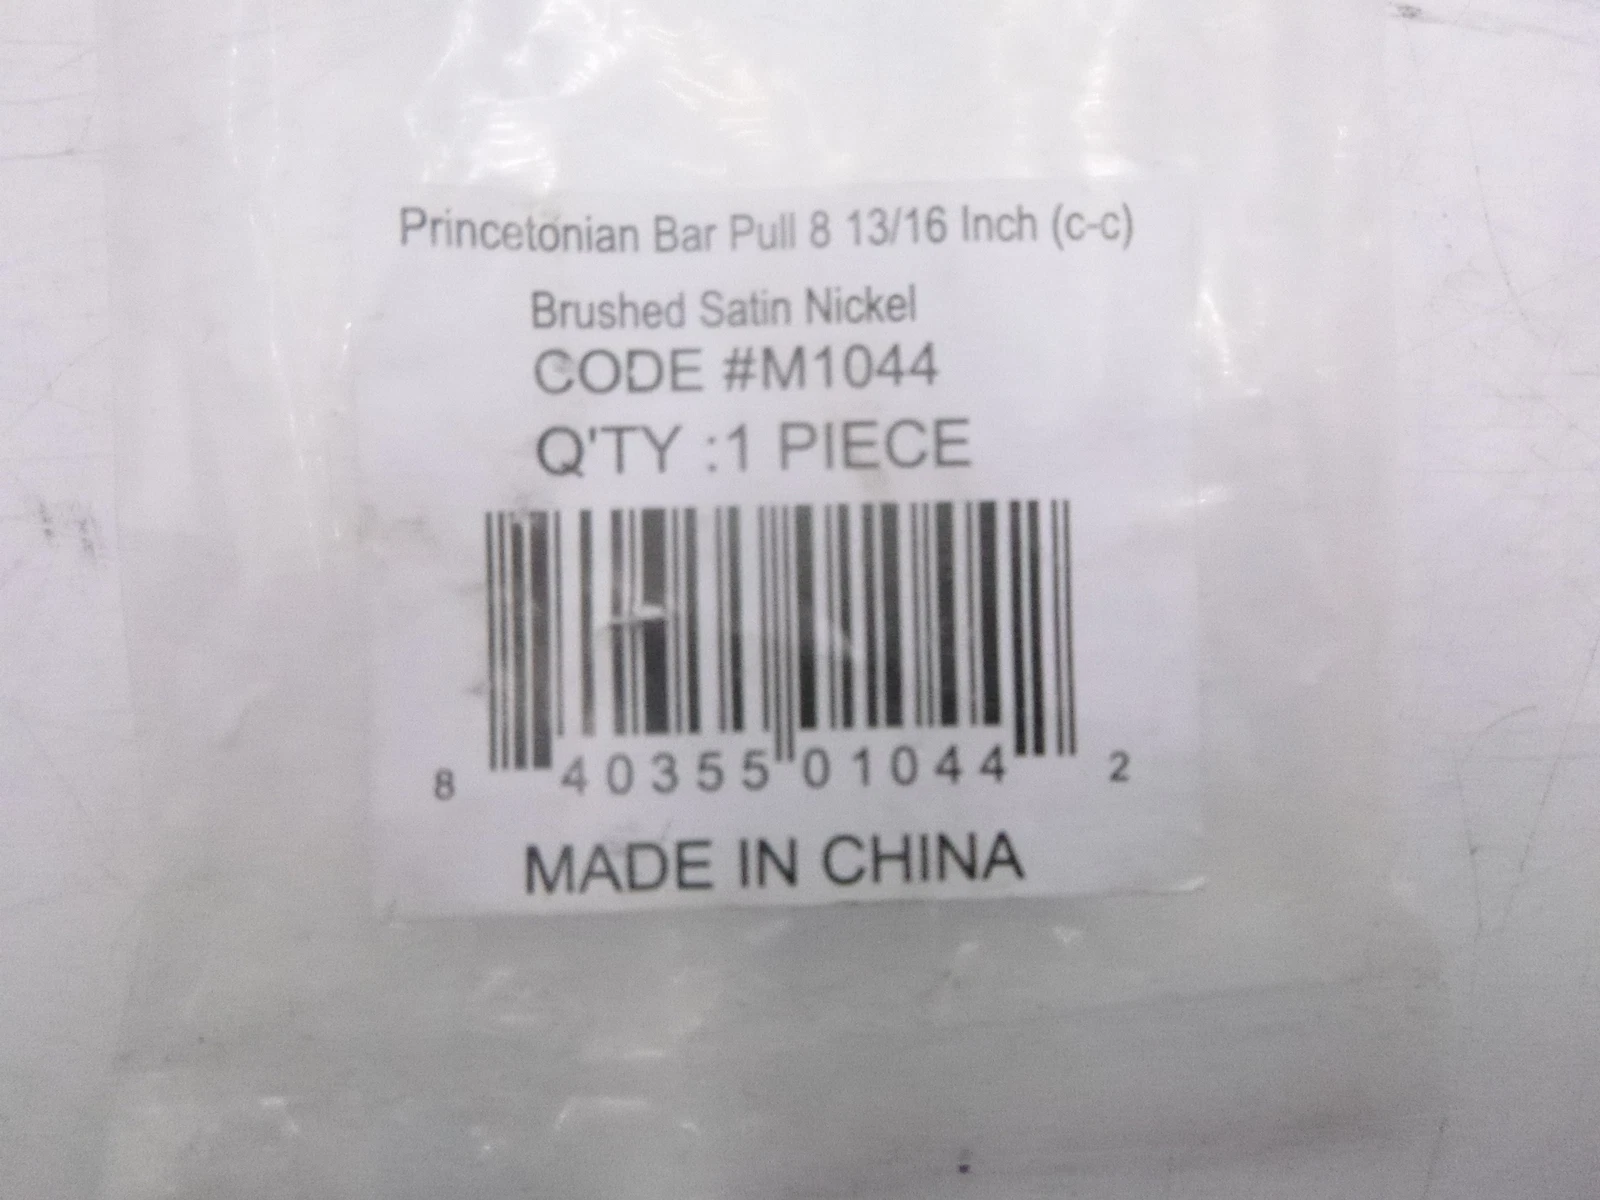 Princetonian Bar Pull 8 13/16 Inch (c-c)
Brushed Satin Nickel
CODE #M1044
Q'TY :1 PIECE
8 40355 01044 2
MADE IN CHINA